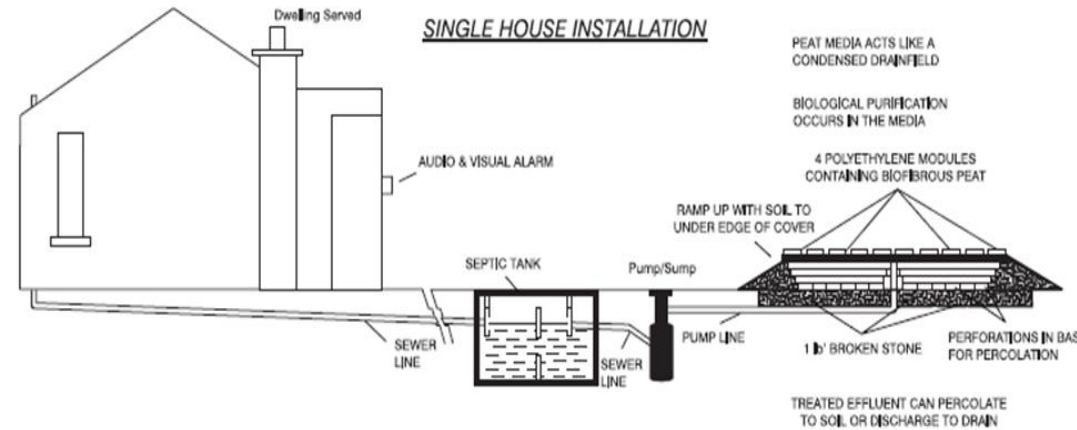 Dwelling Served
SINGLE HOUSE INSTALLATION
PEAT MEDIA ACTS LIKE A
CONDENSED DRAINFIELD
BIOLOGICAL PURIFICATION
OCCURS IN THE MEDIA
4 POLYETHYLENE MODULES
CONTAINING BIOFIBROUS PEAT
AUDIO & VISUAL ALARM
RAMP UP WITH SOIL TO
UNDER EDGE OF COVER
SEPTIC TANK
Pump/Sump
SEWER
LINE
SEWER
LINE
PUMP LINE
1 lb' BROKEN STONE
PERFORATIONS IN BAS
FOR PERCOLATION
TREATED EFFLUENT CAN PERCOLATE
TO SOIL OR DISCHARGE TO DRAIN